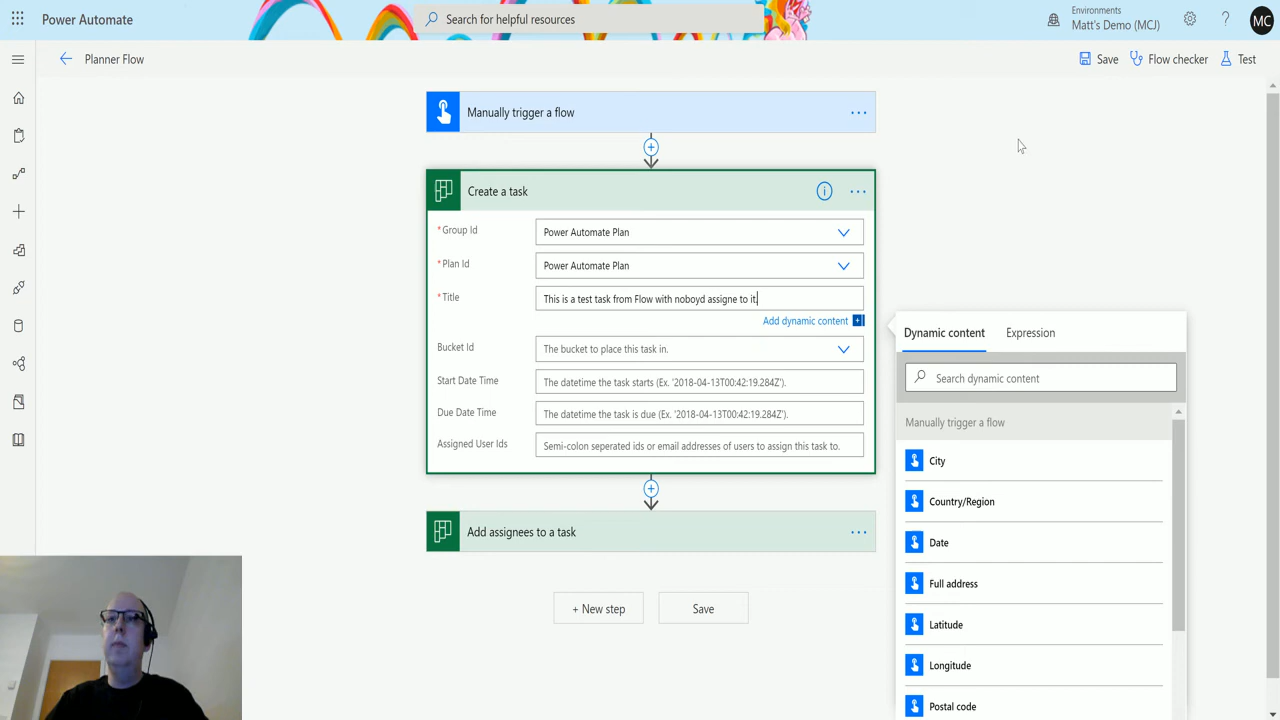 Power Automate
Search for helpful resources
Environments
Matt's Demo (MCJ)
?
MC
Planner Flow
Save
Flow checker
Test
Manually trigger a flow
Create a task
* Group Id
Power Automate Plan
* Plan Id
Power Automate Plan
* Title
This is a test task from Flow with noboyd assigne to it.
Add dynamic content
Bucket Id
The bucket to place this task in.
Start Date Time
The datetime the task starts (Ex. '2018-04-13T00:42:19.284Z').
Due Date Time
The datetime the task is due (Ex. '2018-04-13T00:42:19.284Z').
Assigned User Ids
Semi-colon seperated ids or email addresses of users to assign this task to.
Add assignees to a task
+ New step
Save
Dynamic content
Expression
Search dynamic content
Manually trigger a flow
City
Country/Region
Date
Full address
Latitude
Longitude
Postal code